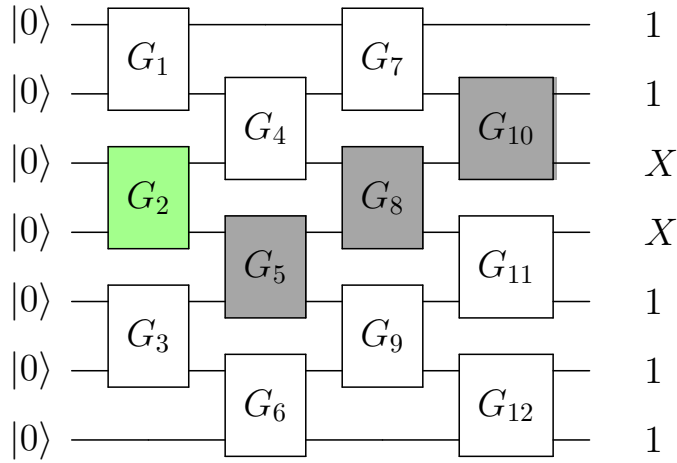 |0⟩ 1
G₁ G₇
|0⟩ 1
G₄ G₁₀
|0⟩ X
G₂ G₈
|0⟩ X
G₅ G₁₁
|0⟩ 1
G₃ G₉
|0⟩ 1
G₆ G₁₂
|0⟩ 1